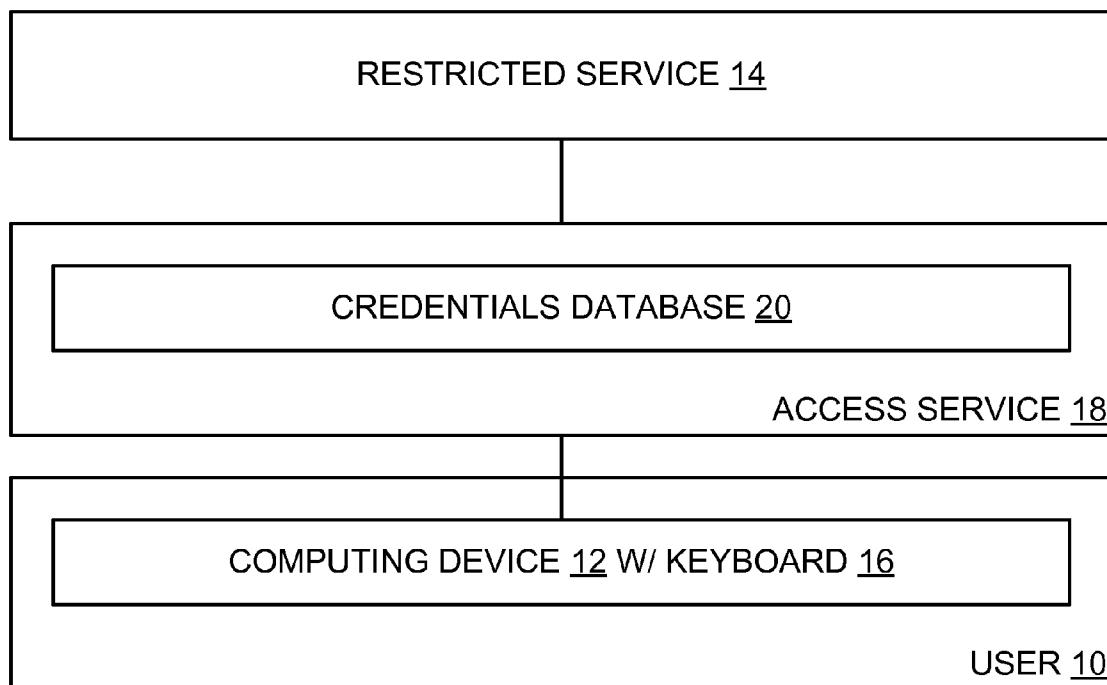 RESTRICTED SERVICE 14
CREDENTIALS DATABASE 20
ACCESS SERVICE 18
COMPUTING DEVICE 12 W/ KEYBOARD 16
USER 10